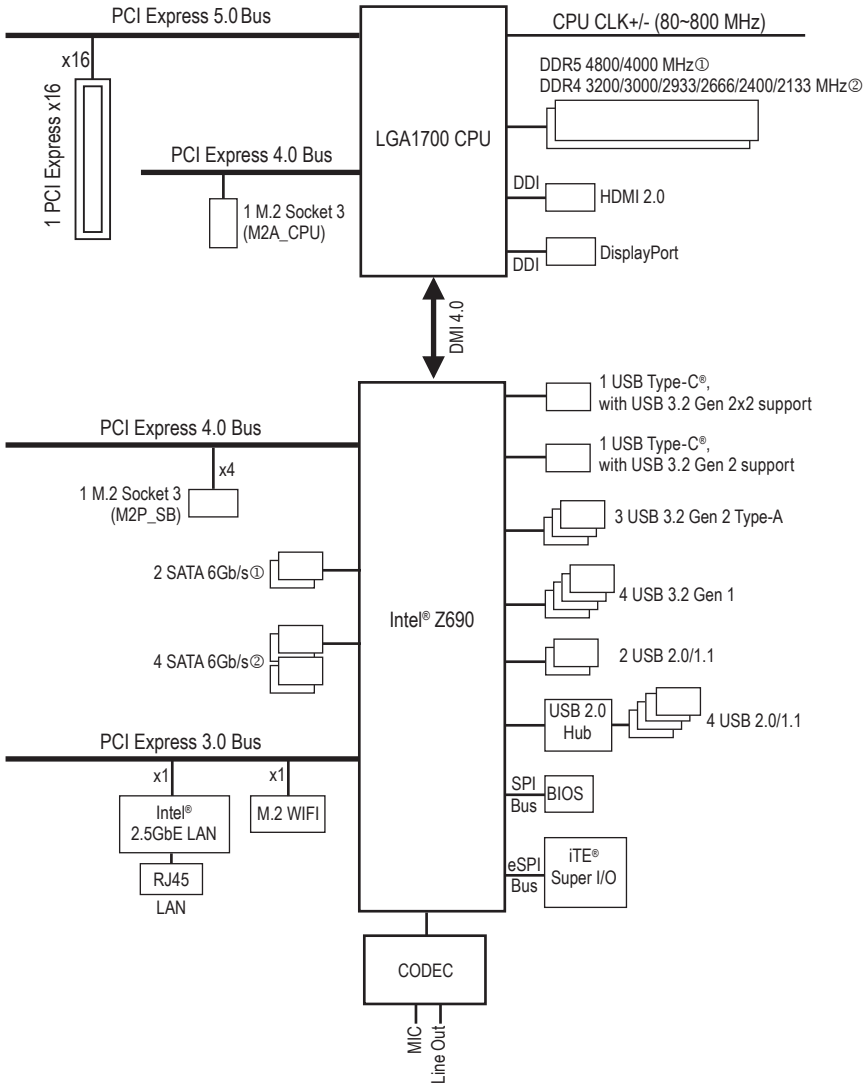 PCI Express 5.0 Bus
CPU CLK+/- (80~800 MHz)
x16
1 PCI Express x16
DDR5 4800/4000 MHz①
DDR4 3200/3000/2933/2666/2400/2133 MHz②
LGA1700 CPU
PCI Express 4.0 Bus
1 M.2 Socket 3
(M2A_CPU)
DDI
HDMI 2.0
DDI
DisplayPort
DMI 4.0
1 USB Type-C®,
with USB 3.2 Gen 2x2 support
PCI Express 4.0 Bus
x4
1 M.2 Socket 3
(M2P_SB)
1 USB Type-C®,
with USB 3.2 Gen 2 support
3 USB 3.2 Gen 2 Type-A
2 SATA 6Gb/s①
4 USB 3.2 Gen 1
Intel® Z690
4 SATA 6Gb/s②
2 USB 2.0/1.1
USB 2.0
Hub
4 USB 2.0/1.1
PCI Express 3.0 Bus
x1
x1
Intel®
2.5GbE LAN
M.2 WIFI
RJ45
LAN
SPI
Bus
BIOS
eSPI
Bus
iTE®
Super I/O
CODEC
MIC
Line Out